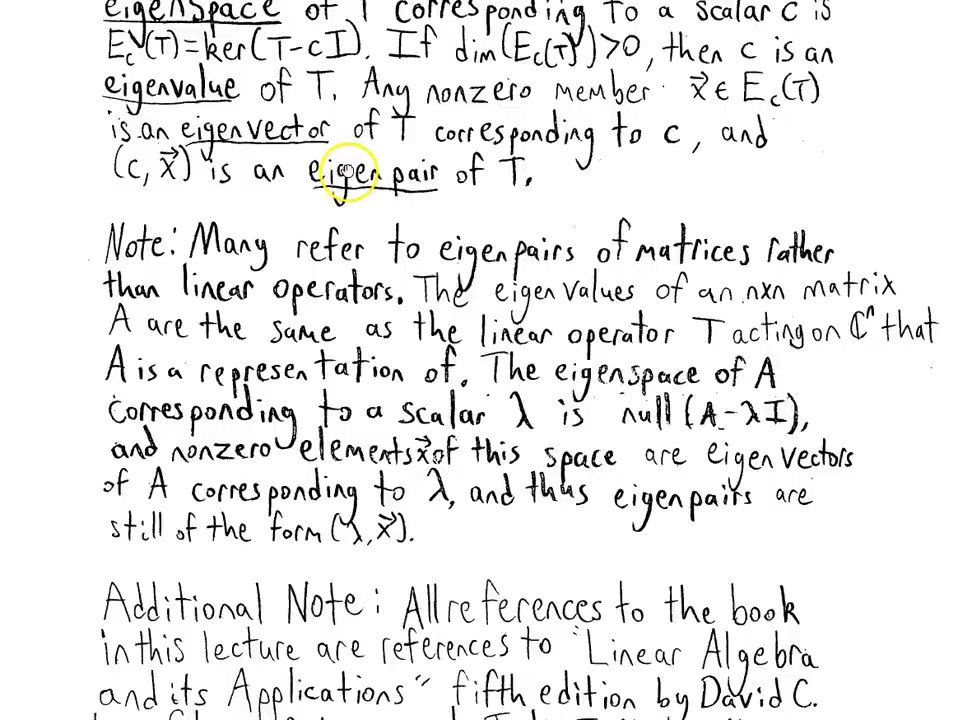 eigenspace of T corresponding to a scalar c is
E_c(T)=ker(T-cI). If dim(E_c(T))>0, then c is an
eigenvalue of T. Any nonzero member x⃗ ∈ E_c(T)
is an eigenvector of T corresponding to c, and
(c, x⃗) is an eigenpair of T.
Note: Many refer to eigenpairs of matrices rather
than linear operators. The eigenvalues of an nxn matrix
A are the same as the linear operator T acting on ℂⁿ that
A is a representation of. The eigenspace of A
corresponding to a scalar λ is null(A-λI),
and nonzero elements x⃗ of this space are eigenvectors
of A corresponding to λ, and thus eigenpairs are
still of the form (λ, x⃗).
Additional Note: All references to the book
in this lecture are references to "Linear Algebra
and its Applications" fifth edition by David C.